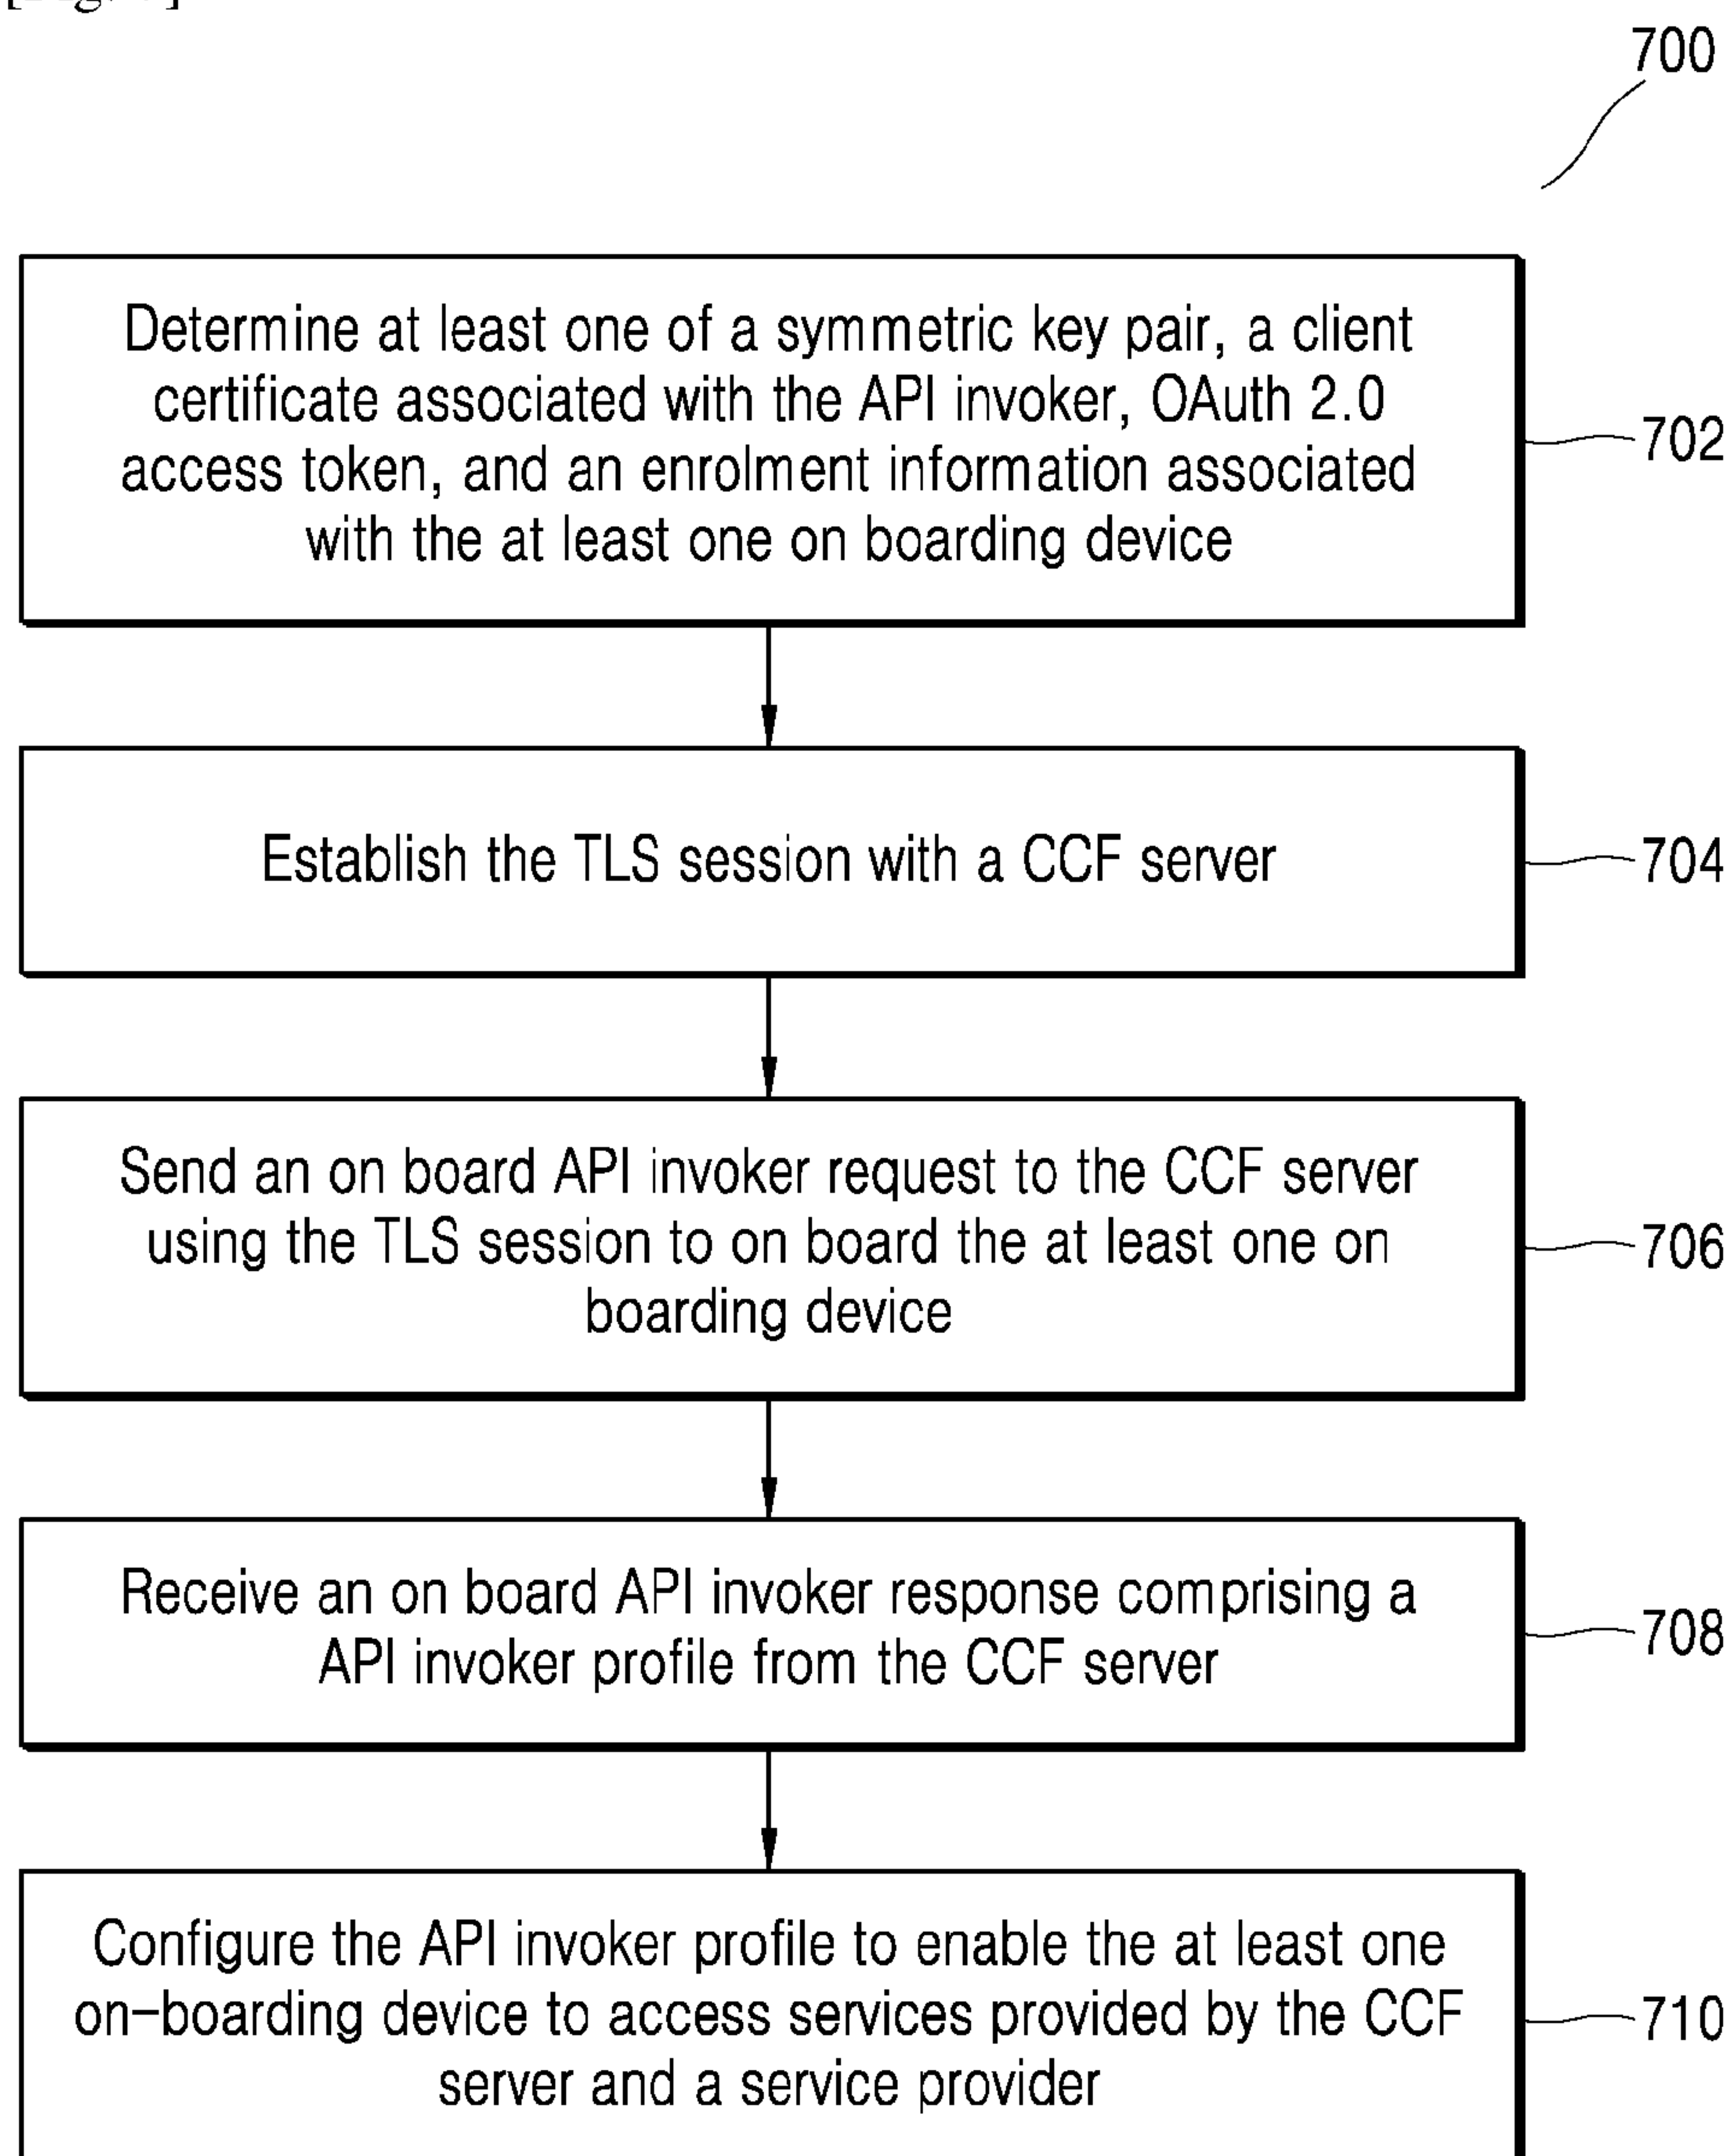 700
Determine at least one of a symmetric key pair, a client
certificate associated with the API invoker, OAuth 2.0
access token, and an enrolment information associated
with the at least one on boarding device
702
Establish the TLS session with a CCF server
704
Send an on board API invoker request to the CCF server
using the TLS session to on board the at least one on
boarding device
706
Receive an on board API invoker response comprising a
API invoker profile from the CCF server
708
Configure the API invoker profile to enable the at least one
on-boarding device to access services provided by the CCF
server and a service provider
710